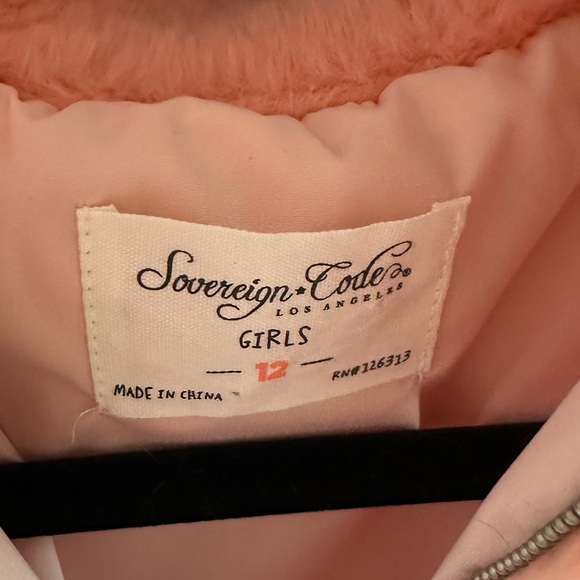 Sovereign★Code®
LOS ANGELES
GIRLS
— 12 —
MADE IN CHINA
RN#126313